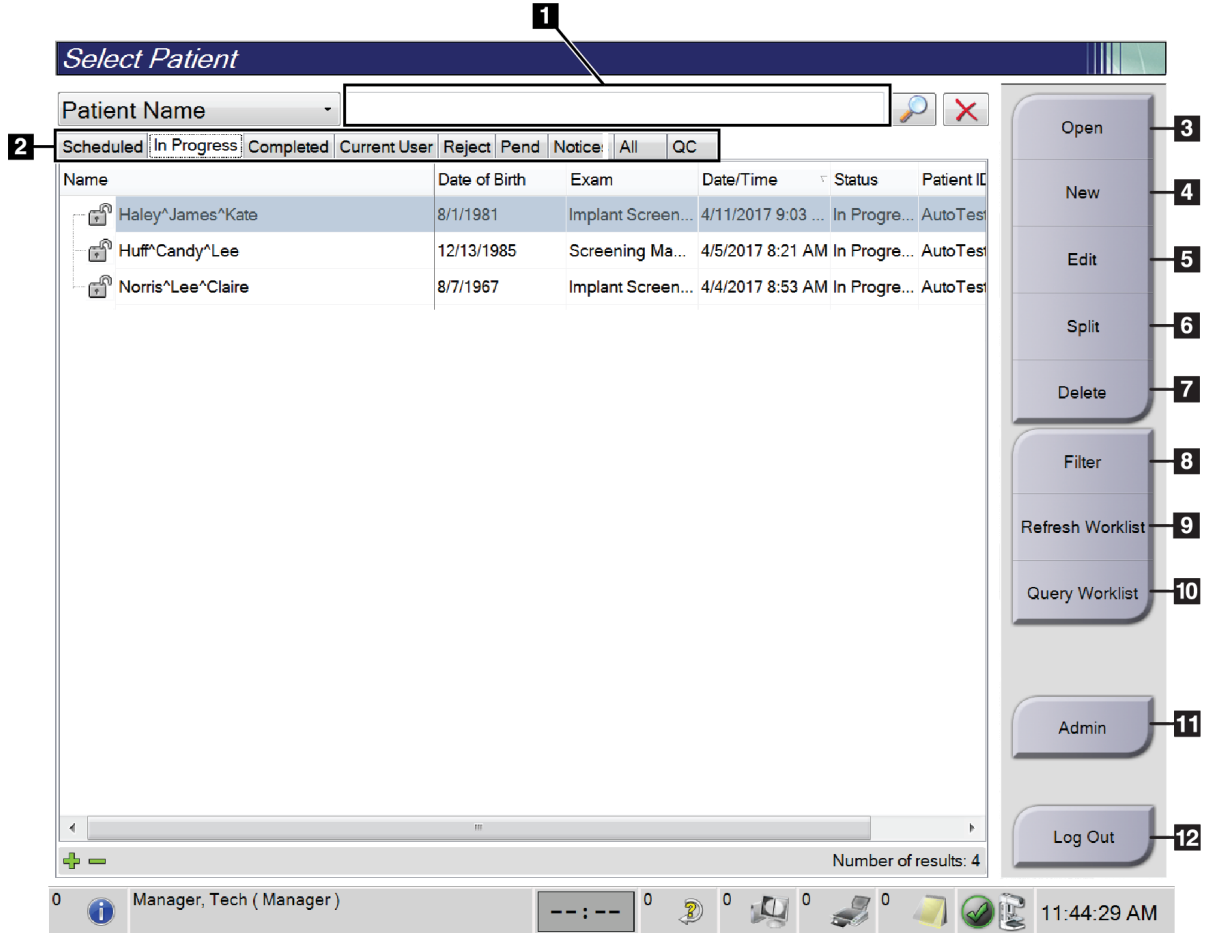 1
Select Patient
Patient Name
2
Scheduled In Progress Completed Current User Reject Pend Notice: All QC
Name Date of Birth Exam Date/Time Status Patient ID
Haley^James^Kate 8/1/1981 Implant Screen... 4/11/2017 9:03 ... In Progre... AutoTest
Huff^Candy^Lee 12/13/1985 Screening Ma... 4/5/2017 8:21 AM In Progre... AutoTest
Norris^Lee^Claire 8/7/1967 Implant Screen... 4/4/2017 8:53 AM In Progre... AutoTest
Number of results: 4
Open 3
New 4
Edit 5
Split 6
Delete 7
Filter 8
Refresh Worklist 9
Query Worklist 10
Admin 11
Log Out 12
0 Manager, Tech ( Manager ) --:-- 0 0 0 0 11:44:29 AM